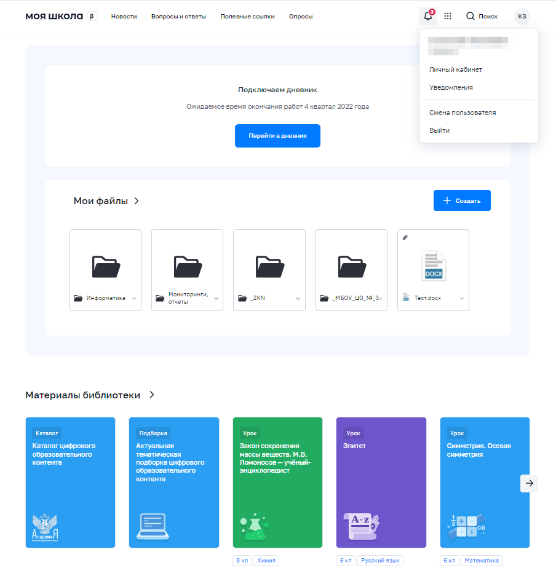 моя школа β Новости Вопросы и ответы Полезные ссылки Опросы Поиск КЗ
Личный кабинет
Уведомления
Смена пользователя
Выйти
Подключаем дневник
Ожидаемое время окончания работ 4 квартал 2022 года
Перейти в дневник
Мои файлы
Создать
Информатика
Мониторинги,
отчеты
_ZKN
_МБОУ_ЦО_№_3
DOCX
Тест.docx
Материалы библиотеки
Каталог
Каталог цифрового
образовательного
контента
Подборка
Актуальная
тематическая
подборка цифрового
образовательного
контента
Урок
Закон сохранения
массы веществ. М.В.
Ломоносов — учёный-
энциклопедист
Урок
Эпитет
Урок
Симметрия. Осевая
симметрия
8 кл Химия
6 кл Русский язык
6 кл Математика